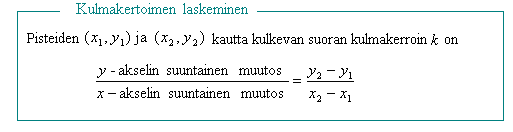 Kulmakertoimen laskeminen
Pisteiden (x₁, y₁) ja (x₂, y₂) kautta kulkevan suoran kulmakerroin k on
y - akselin suuntainen muutos / x – akselin suuntainen muutos = y₂ – y₁ / x₂ – x₁